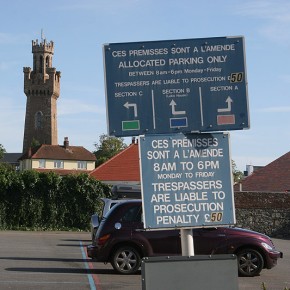 CES PREMISSES SONT A L'AMENDE
ALLOCATED PARKING ONLY
BETWEEN 8am-6pm Monday-Friday
TRESPASSERS ARE LIABLE TO PROSECUTION £50
SECTION C
SECTION B
SECTION A
CES PREMISES
SONT A L'AMENDE
8AM TO 6PM
MONDAY TO FRIDAY
TRESPASSERS
ARE LIABLE TO
PROSECUTION
PENALTY £50